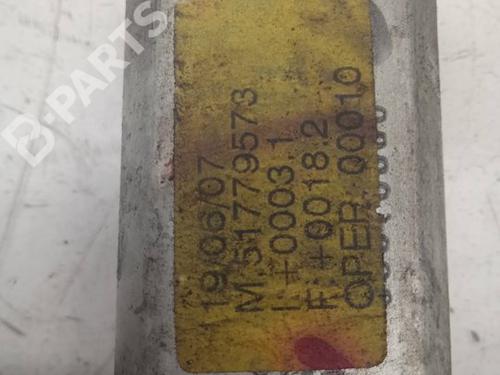 B-PARTS
19/06/07
M 51779573
I +0003.1
F: +0018.2
OPER 00010